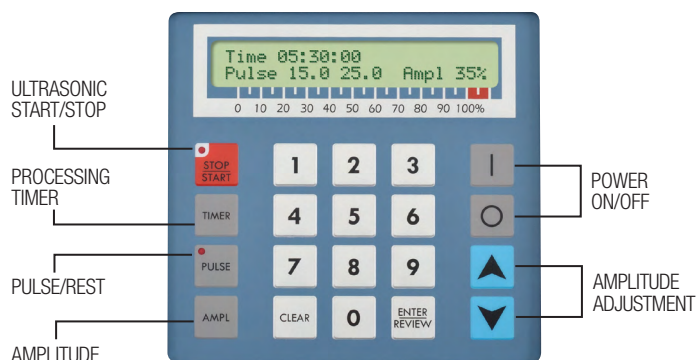 Time 05:30:00
Pulse 15.0 25.0 Ampl 35%
0 10 20 30 40 50 60 70 80 90 100%
ULTRASONIC
START/STOP
STOP
START
1 2 3
PROCESSING
TIMER
TIMER
4 5 6
POWER
ON/OFF
PULSE/REST
PULSE
7 8 9
AMPLITUDE
ADJUSTMENT
AMPL
CLEAR
0
ENTER
REVIEW
AMPLITUDE